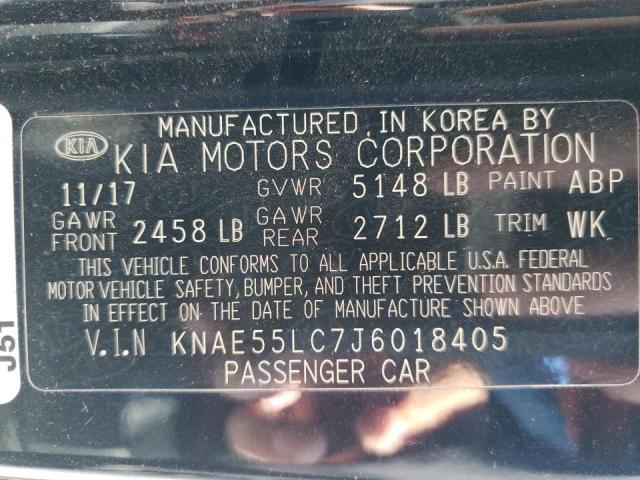 MANUFACTURED IN KOREA BY
KIA KIA MOTORS CORPORATION
11/17 GVWR 5148 LB PAINT ABP
GAWR FRONT 2458 LB GAWR REAR 2712 LB TRIM WK
THIS VEHICLE CONFORMS TO ALL APPLICABLE U.S.A. FEDERAL
MOTOR VEHICLE SAFETY, BUMPER, AND THEFT PREVENTION STANDARDS
IN EFFECT ON THE DATE OF MANUFACTURE SHOWN ABOVE
V.I.N KNAE55LC7J6018405
PASSENGER CAR
J51